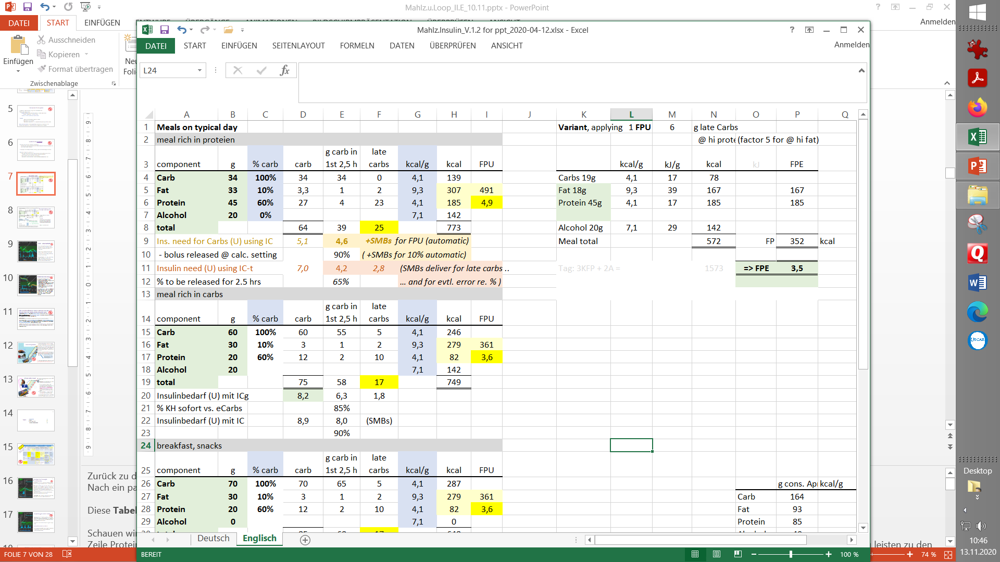 Mahlz.u.Loop_II.E_10.11.pptx - PowerPoint
DATEI START EINFÜGEN
Anmelden
Ausschneiden
Kopieren
Format übertragen
Einfügen
Zwischenablage
Mahlz.Insulin_V.1.2 for ppt_2020-04-12.xlsx - Excel
DATEI START EINFÜGEN SEITENLAYOUT FORMELN DATEN ÜBERPRÜFEN ANSICHT
Anmelden
L24
fx
A B C D E F G H I J K L M N O P Q
1 Meals on typical day Variant, applying 1 FPU 6 g late Carbs
2 meal rich in proteien @ hi prote (factor 5 for @ hi fat)
g carb in late
3 component g % carb carb 1st 2,5 h carbs kcal/g kcal FPU kcal/g kJ/g kcal kJ FPE
4 Carb 34 100% 34 34 0 4,1 139 Carbs 19g 4,1 17 78
5 Fat 33 10% 3,3 1 2 9,3 307 491 Fat 18g 9,3 39 167 167
6 Protein 45 60% 27 4 23 4,1 185 4,9 Protein 45g 4,1 17 185 185
7 Alcohol 20 0% 7,1 142
8 total 64 39 25 773 Alcohol 20g 7,1 29 142
9 Ins. need for Carbs (U) using IC 5,1 4,6 +SMBs for FPU (automatic) Meal total 572 FP 352 kcal
10 - bolus released @ calc. setting 90% ( +SMBs for 10% automatic)
11 Insulin need (U) using IC-t 7,0 4,2 2,8 (SMBs deliver for late carbs .. Tag: 3KFP + 2A = 1573 => FPE 3,5
12 % to be released for 2.5 hrs 65% ... and for evtl. error re. % )
13 meal rich in carbs
g carb in late
14 component g % carb carb 1st 2,5 h carbs kcal/g kcal FPU
15 Carb 60 100% 60 55 5 4,1 246
16 Fat 30 10% 3 1 2 9,3 279 361
17 Protein 20 60% 12 2 10 4,1 82 3,6
18 Alcohol 20 7,1 142
19 total 75 58 17 749
20 Insulinbedarf (U) mit ICg 8,2 6,3 1,8
21 % KH sofort vs. eCarbs 85%
22 Insulinbedarf (U) mit IC 8,9 8,0 (SMBs)
23 90%
24 breakfast, snacks
g carb in late
25 component g % carb carb 1st 2,5 h carbs kcal/g kcal FPU
26 Carb 70 100% 70 65 5 4,1 287 g cons. Apr kcal/g
27 Fat 30 10% 3 1 2 9,3 279 361 Carb 164
28 Protein 20 60% 12 2 10 4,1 82 3,6 Fat 93
29 Alcohol 0 7,1 0 Protein 85
Deutsch Englisch
BEREIT
100 %
5
6
7
8
9
10
11
12
13
14
15
16
17
Zurück zu d
Nach ein pa
Diese Tabel
Schauen wi
Zeile Protei
leisten zu den
FOLIE 7 VON 28
74 %
OSCAR
Desktop
10:46
13.11.2020